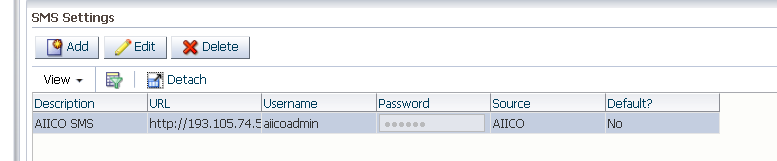 SMS Settings
Add Edit Delete
View Detach
Description URL Username Password Source Default?
AIICO SMS http://193.105.74.5 aiicoadmin •••••• AIICO No